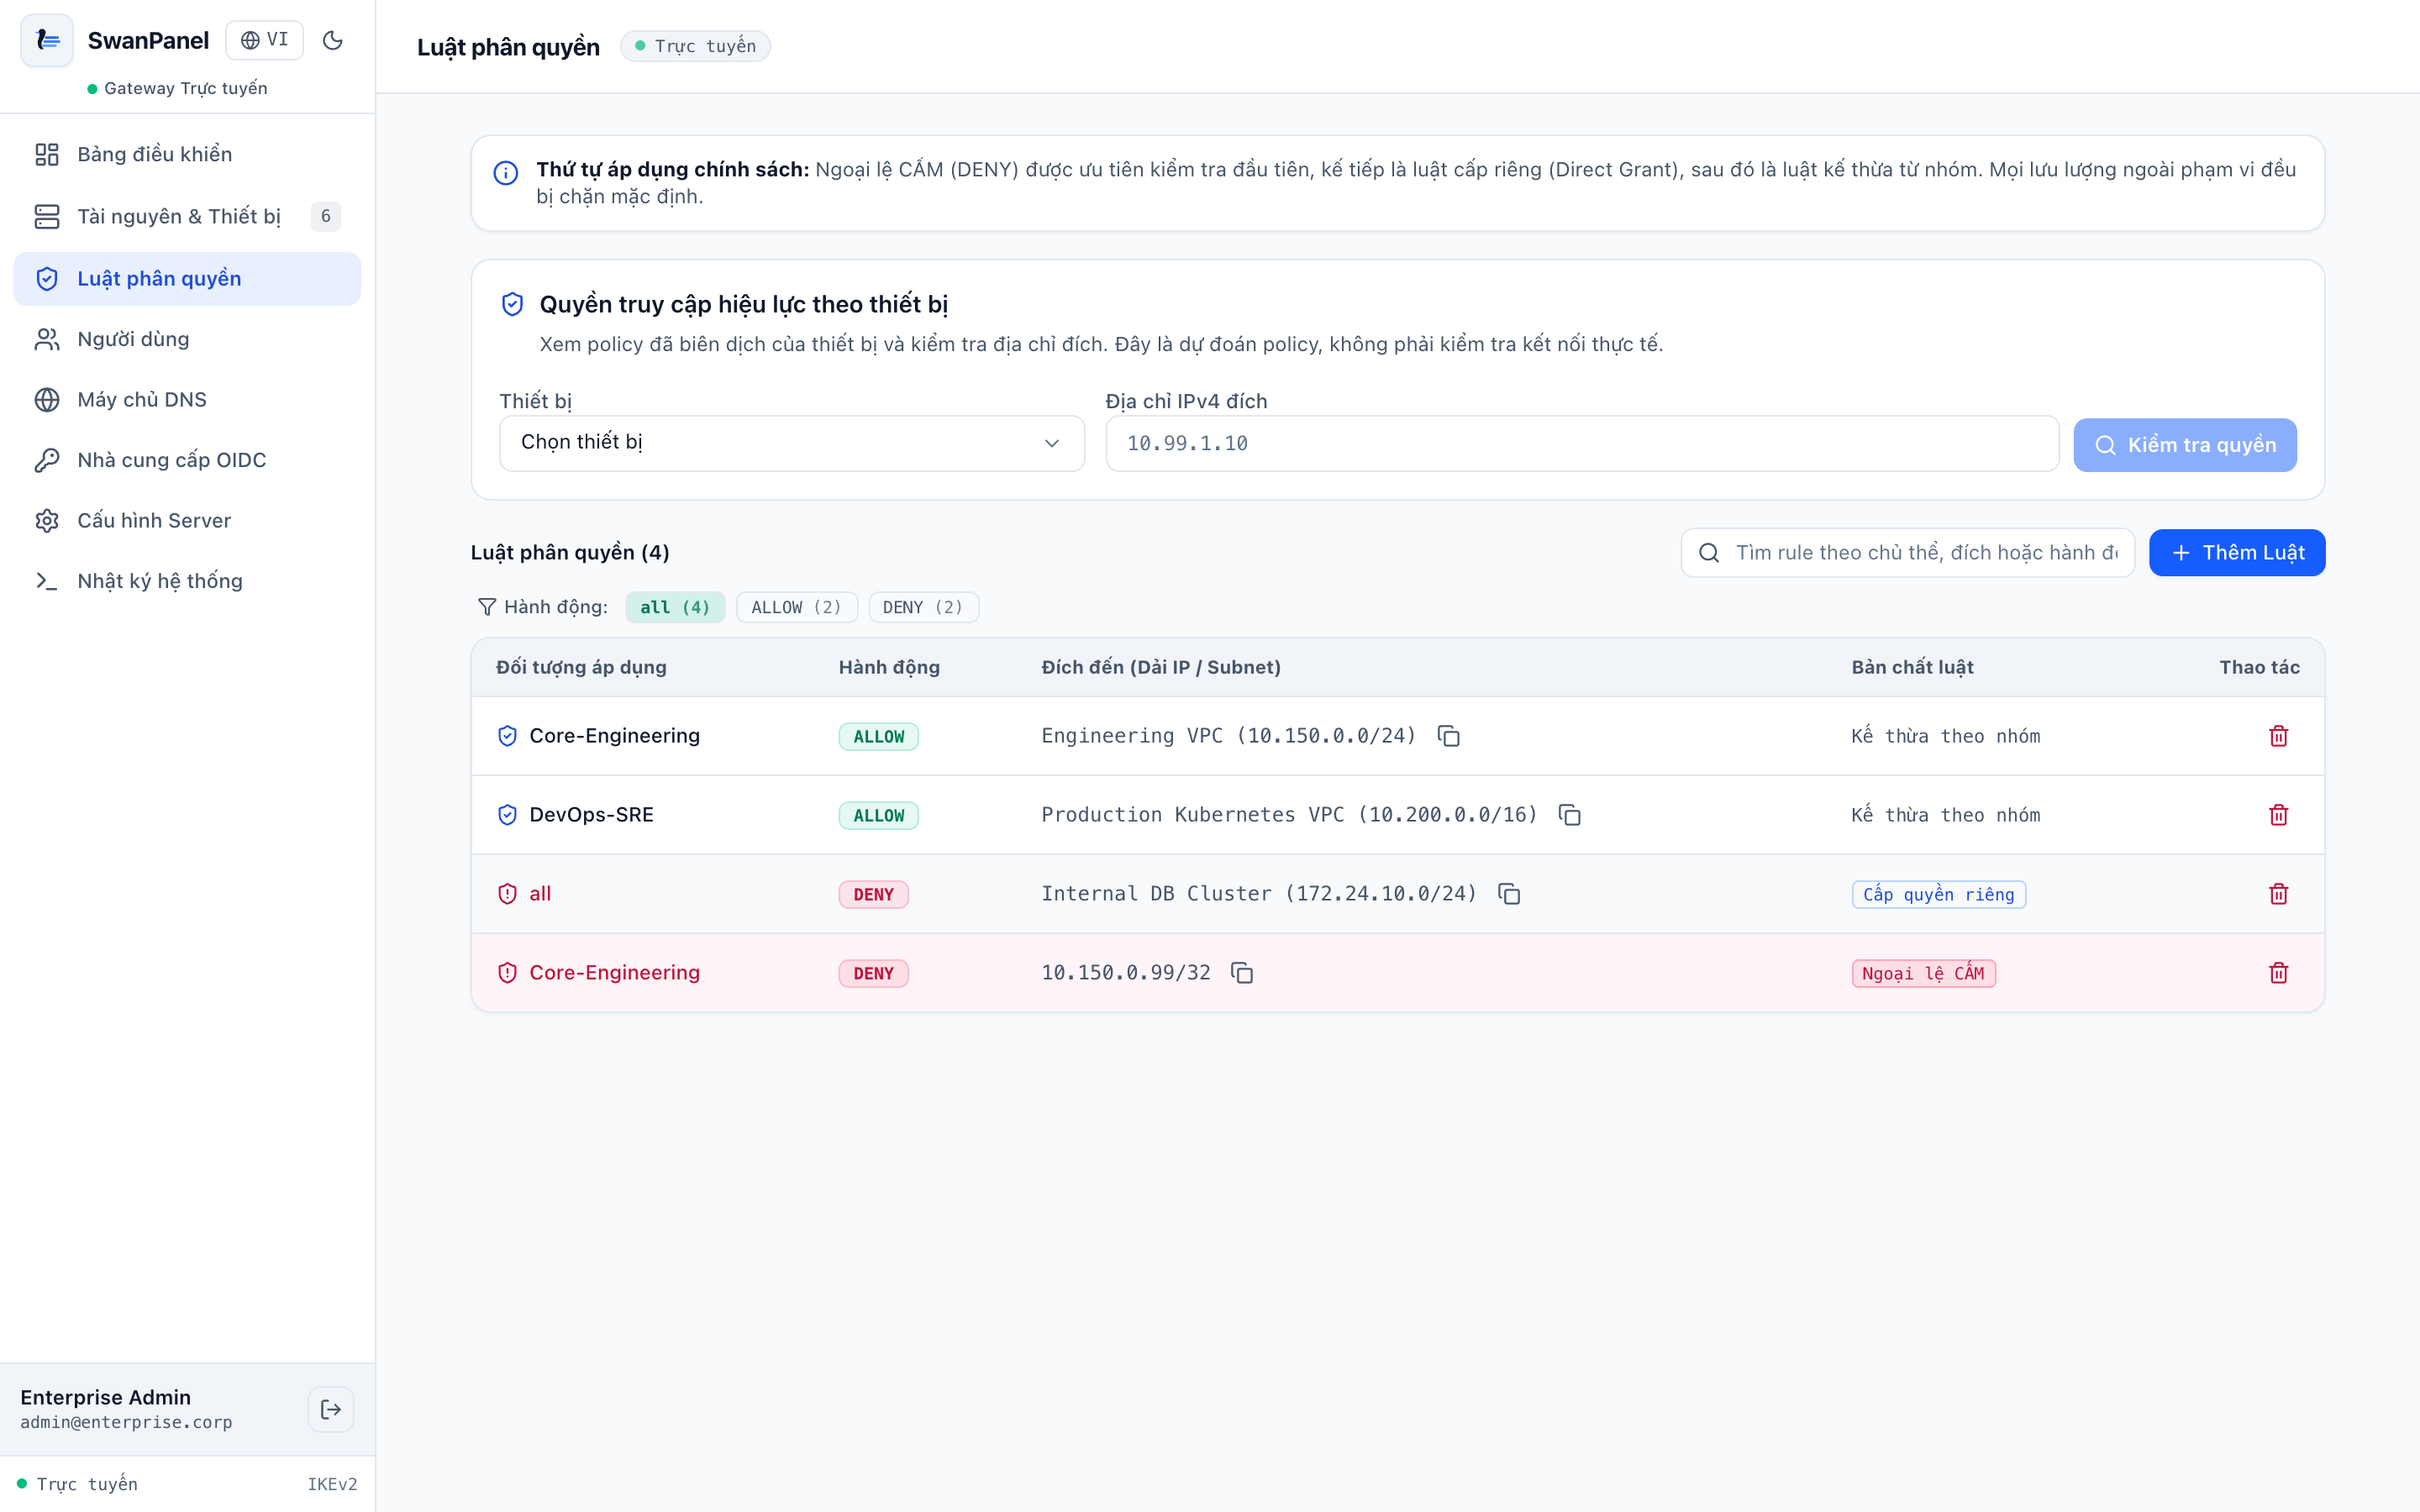 SwanPanel
VI
Gateway Trực tuyến
Bảng điều khiển
Tài nguyên & Thiết bị 6
Luật phân quyền
Người dùng
Máy chủ DNS
Nhà cung cấp OIDC
Cấu hình Server
Nhật ký hệ thống
Enterprise Admin
admin@enterprise.corp
Trực tuyến IKEv2
Luật phân quyền Trực tuyến
Thứ tự áp dụng chính sách: Ngoại lệ CẤM (DENY) được ưu tiên kiểm tra đầu tiên, kế tiếp là luật cấp riêng (Direct Grant), sau đó là luật kế thừa từ nhóm. Mọi lưu lượng ngoài phạm vi đều
bị chặn mặc định.
Quyền truy cập hiệu lực theo thiết bị
Xem policy đã biên dịch của thiết bị và kiểm tra địa chỉ đích. Đây là dự đoán policy, không phải kiểm tra kết nối thực tế.
Thiết bị Địa chỉ IPv4 đích
Chọn thiết bị 10.99.1.10 Kiểm tra quyền
Luật phân quyền (4) Tìm rule theo chủ thể, đích hoặc hành Thêm Luật
Hành động: all (4) ALLOW (2) DENY (2)
Đối tượng áp dụng Hành động Đích đến (Dải IP / Subnet) Bản chất luật Thao tác
Core-Engineering ALLOW Engineering VPC (10.150.0.0/24) Kế thừa theo nhóm
DevOps-SRE ALLOW Production Kubernetes VPC (10.200.0.0/16) Kế thừa theo nhóm
all DENY Internal DB Cluster (172.24.10.0/24) Cấp quyền riêng
Core-Engineering DENY 10.150.0.99/32 Ngoại lệ CẤM